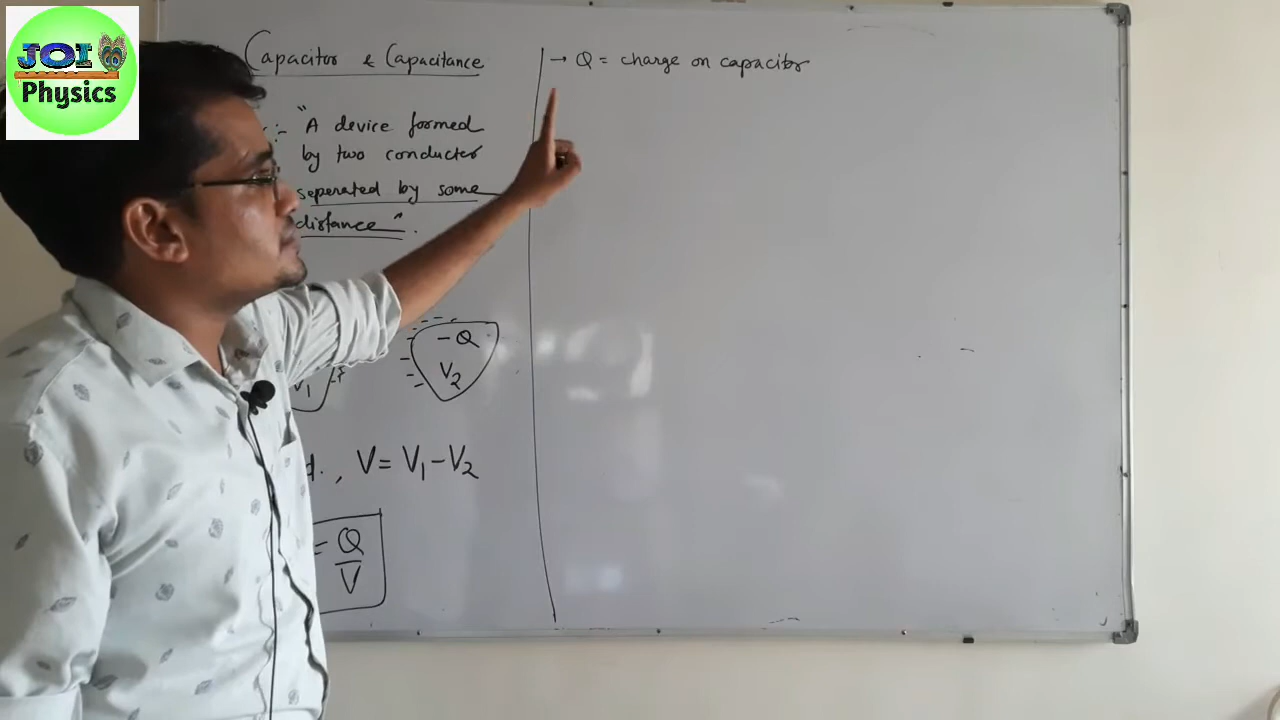 JOI
Physics
Capacitor & Capacitance
:- "A device formed
by two conductor
seperated by some
distance".
→ Q = charge on capacitor
V1
- Q
V2
d. , V = V1 - V2
= Q
V